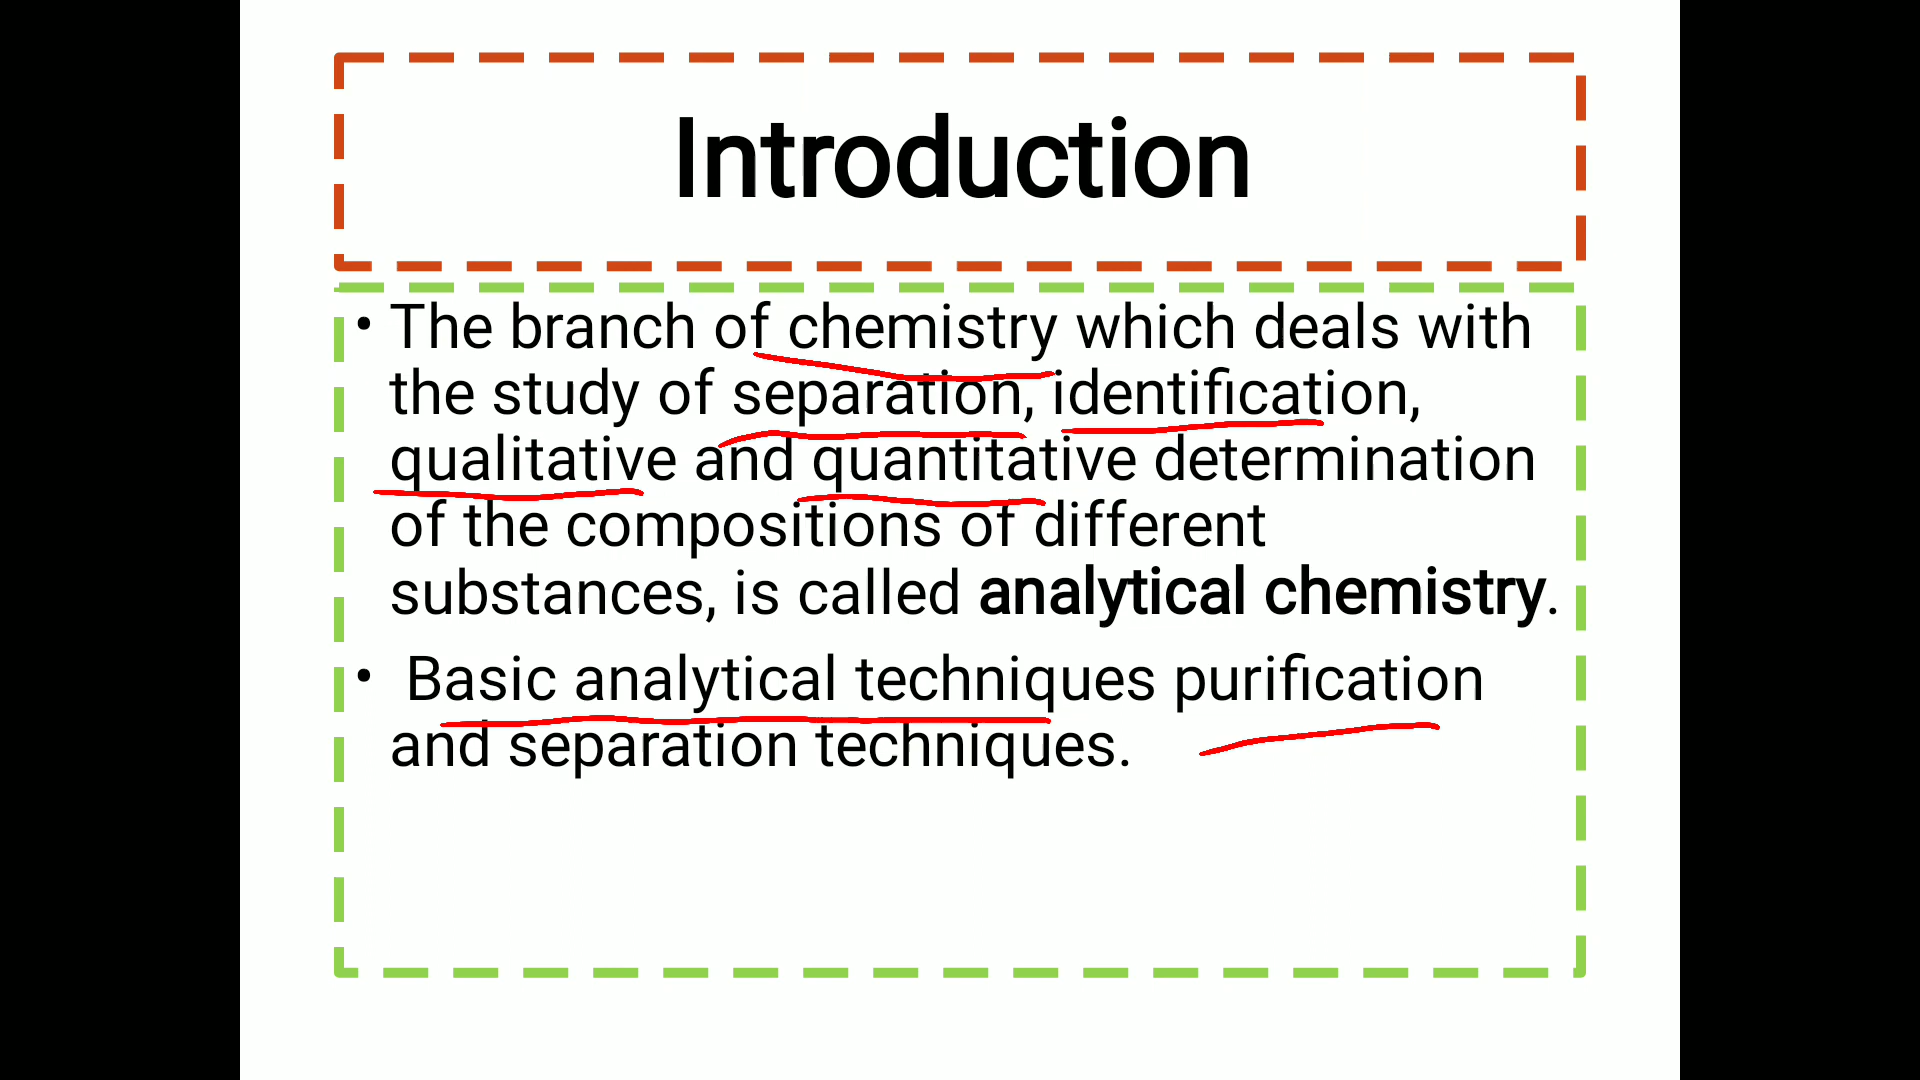 Introduction
• The branch of chemistry which deals with
the study of separation, identification,
qualitative and quantitative determination
of the compositions of different
substances, is called analytical chemistry.
• Basic analytical techniques purification
and separation techniques.